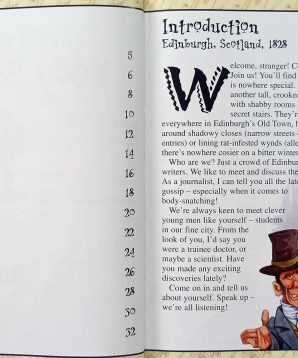 5
6
8
10
12
14
16
18
20
22
24
26
28
30
32
Introduction
Edinburgh, Scotland, 1828
Welcome, stranger! C
Join us! You'll find
is nowhere special.
another tall, crooked
with shabby rooms
secret stairs. They're
everywhere in Edinburgh's Old Town,
around shadowy closes (narrow streets
entries) or lining rat-infested wynds (alle
there's nowhere cosier on a bitter winter
Who are we? Just a crowd of Edinbur
writers. We like to meet and discuss the
As a journalist, I can tell you all the late
gossip – especially when it comes to
body-snatching!
We're always keen to meet clever
young men like yourself – students
in our fine city. From the
look of you, I'd say you
were a trainee doctor, or
maybe a scientist. Have
you made any exciting
discoveries lately?
Come on in and tell us
about yourself. Speak up –
we're all listening!